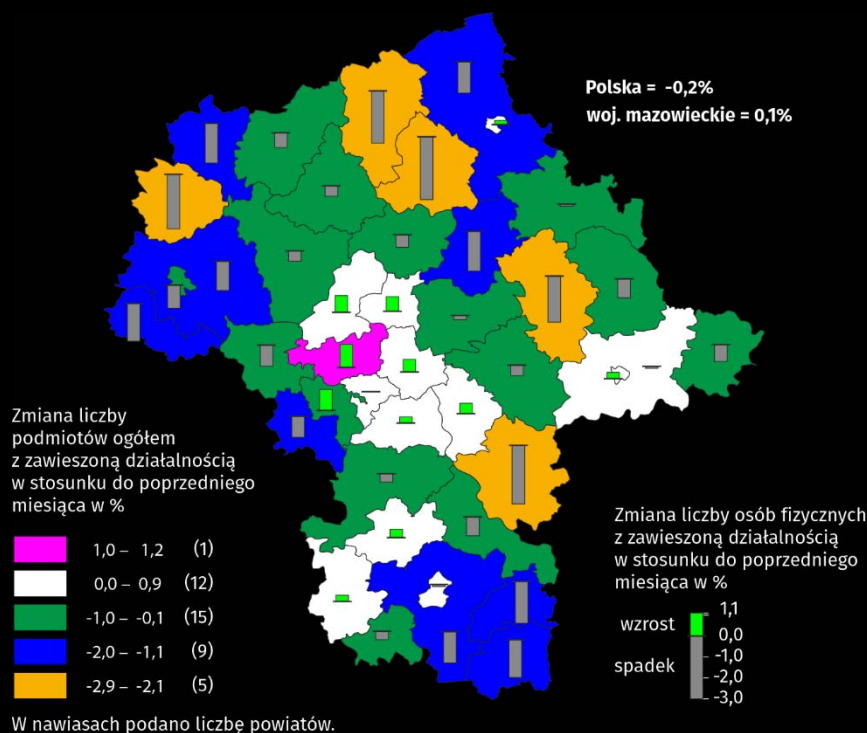 Polska = -0,2%
woj. mazowieckie = 0,1%
Zmiana liczby
podmiotów ogółem
z zawieszoną działalnością
w stosunku do poprzedniego
miesiąca w %
1,0 – 1,2 (1)
0,0 – 0,9 (12)
-1,0 – -0,1 (15)
-2,0 – -1,1 (9)
-2,9 – -2,1 (5)
W nawiasach podano liczbę powiatów.
Zmiana liczby osób fizycznych
z zawieszoną działalnością
w stosunku do poprzedniego
miesiąca w %
wzrost
spadek
1,1
0,0
-1,0
-2,0
-3,0